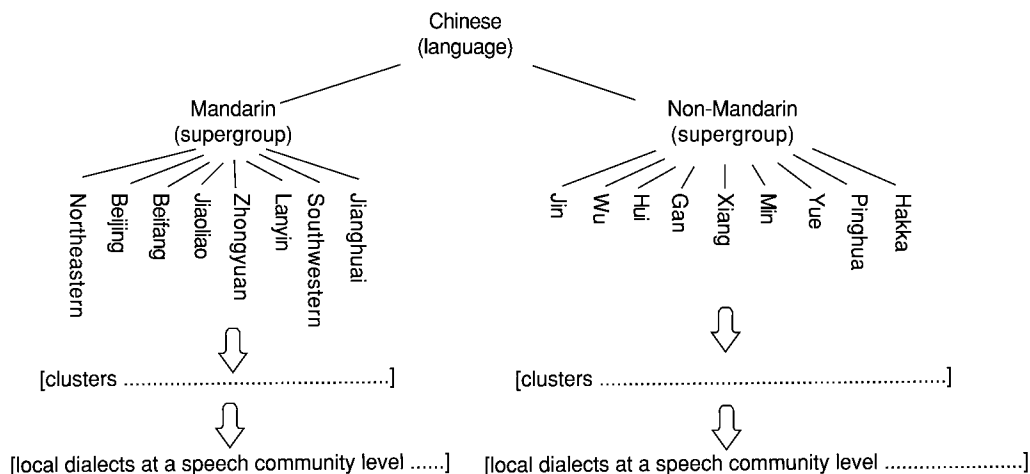 Chinese
(language)
Mandarin
(supergroup)
Non-Mandarin
(supergroup)
Northeastern
Beijing
Beifang
Jiaoliao
Zhongyuan
Lanyin
Southwestern
Jianghuai
Jin
Wu
Hui
Gan
Xiang
Min
Yue
Pinghua
Hakka
[clusters ..........................................]
[clusters .......................................................]
[local dialects at a speech community level ......]
[local dialects at a speech community level ......................]